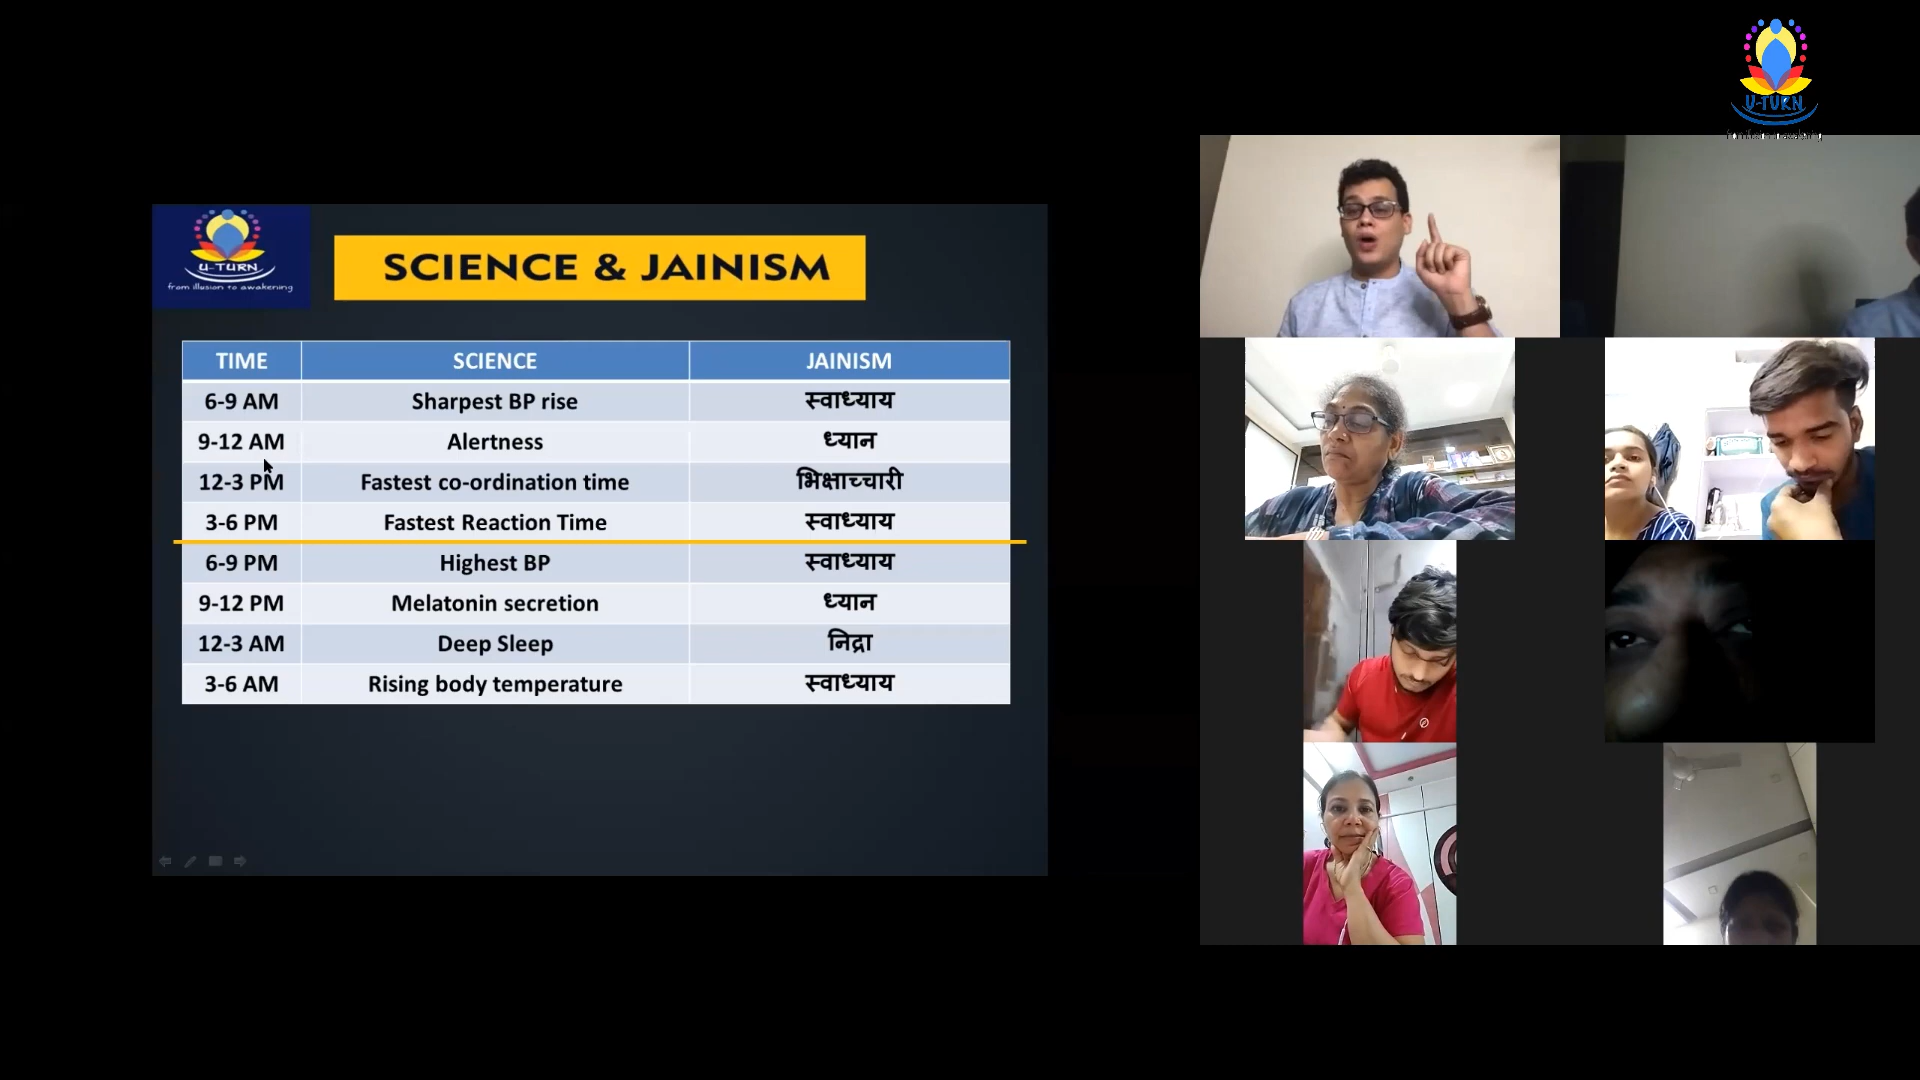 U-TURN
U-TURN
from illusion to awakening
SCIENCE & JAINISM
TIME SCIENCE JAINISM
6-9 AM Sharpest BP rise स्वाध्याय
9-12 AM Alertness ध्यान
12-3 PM Fastest co-ordination time भिक्षाच्चारी
3-6 PM Fastest Reaction Time स्वाध्याय
6-9 PM Highest BP स्वाध्याय
9-12 PM Melatonin secretion ध्यान
12-3 AM Deep Sleep निद्रा
3-6 AM Rising body temperature स्वाध्याय